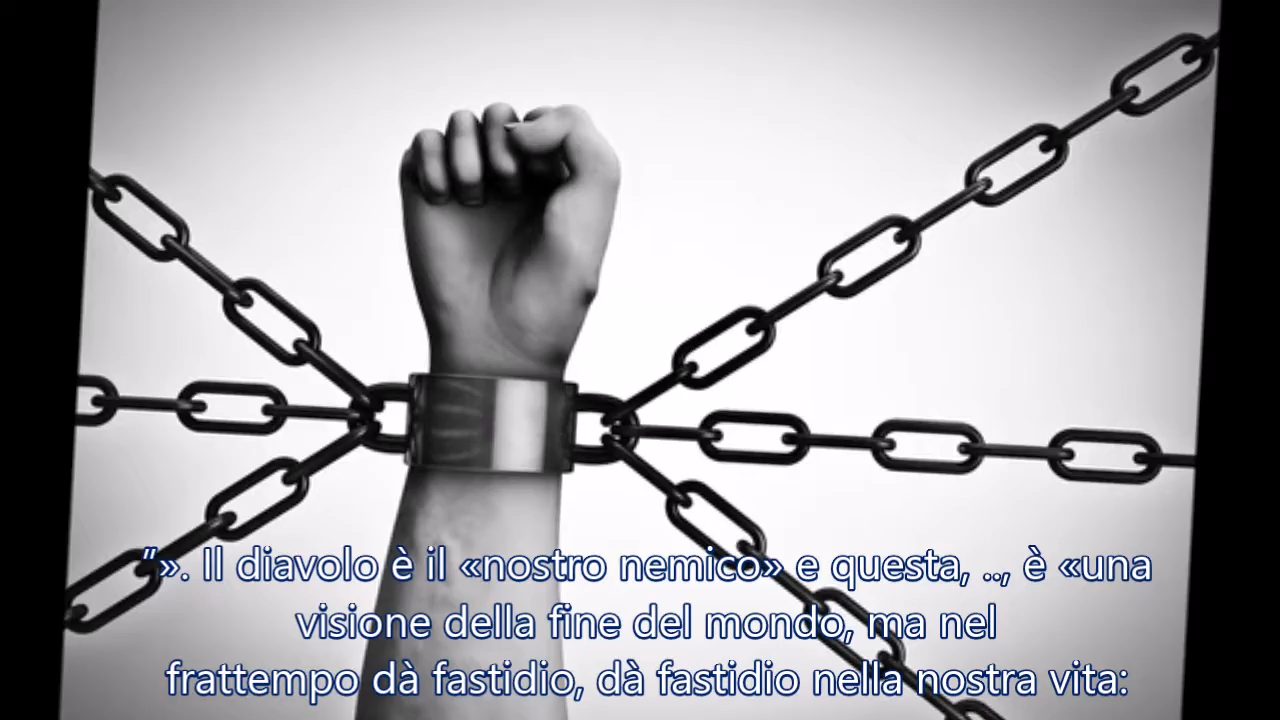 ”». Il diavolo è il «nostro nemico» e questa, .., è «una
visione della fine del mondo, ma nel
frattempo dà fastidio, dà fastidio nella nostra vita: